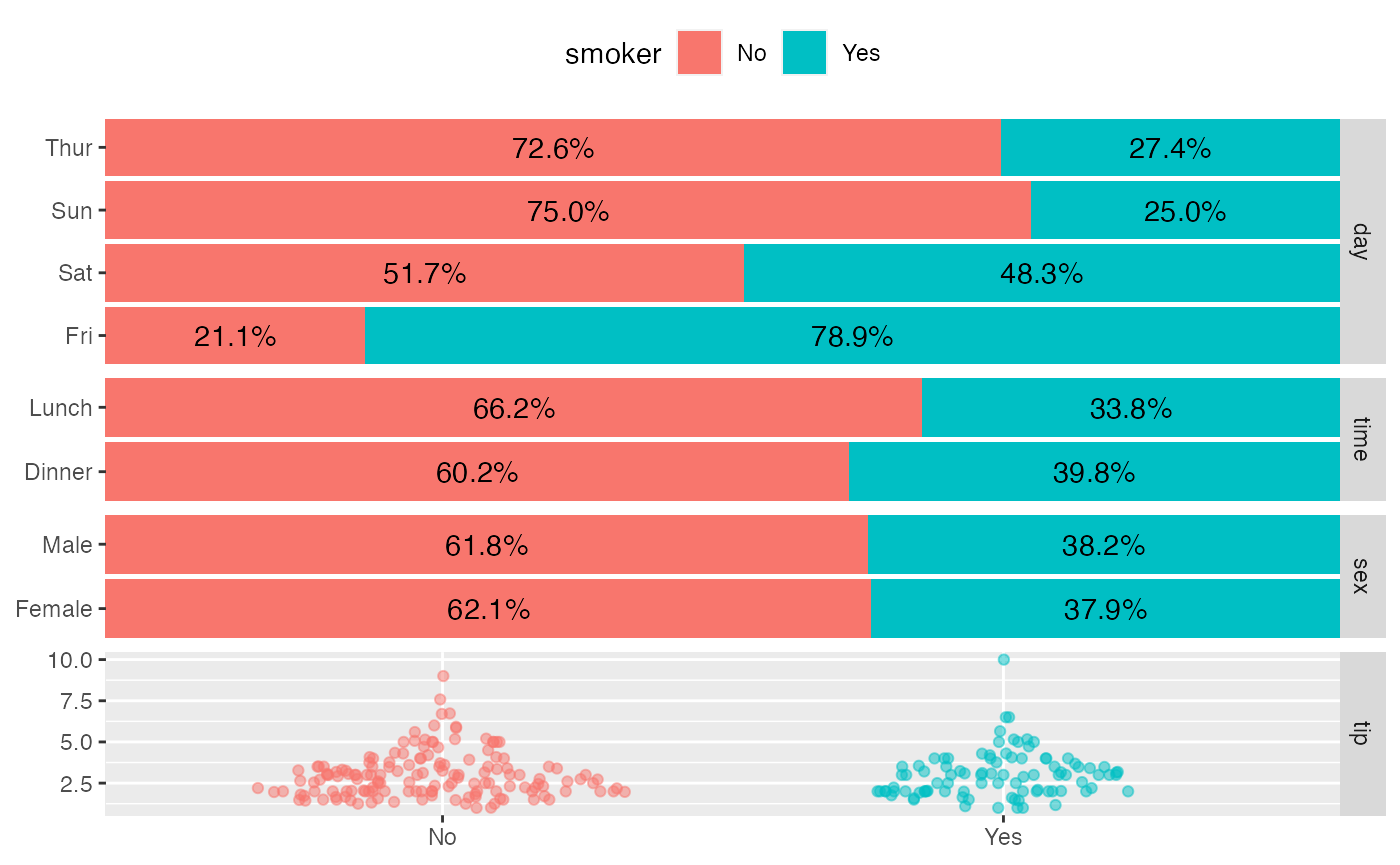 smoker No Yes
Thur 72.6% 27.4%
Sun 75.0% 25.0%
Sat 51.7% 48.3%
Fri 21.1% 78.9%
day
Lunch 66.2% 33.8%
Dinner 60.2% 39.8%
time
Male 61.8% 38.2%
Female 62.1% 37.9%
sex
10.0
7.5
5.0
2.5
tip
No Yes